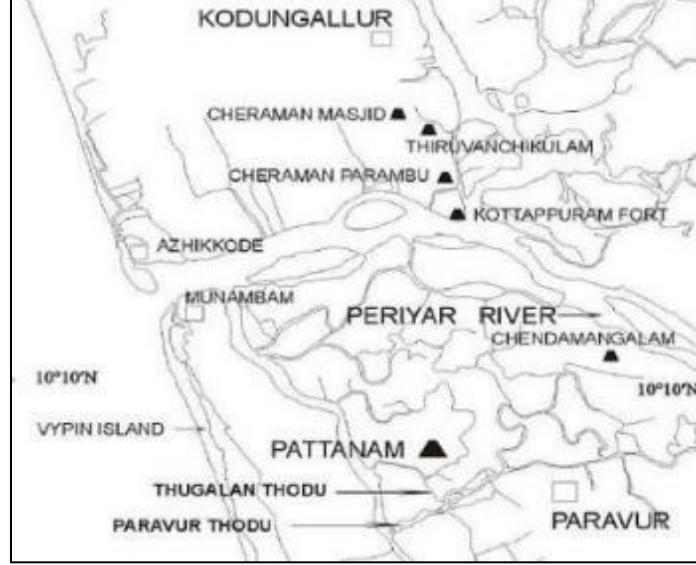 KODUNGALLUR
CHERAMAN MASJID
THIRUVANCHIKULAM
CHERAMAN PARAMBU
KOTTAPPURAM FORT
AZHIKKODE
MUNAMBAM
PERIYAR RIVER
CHENDAMANGALAM
10°10'N
10°10'N
VYPIN ISLAND
PATTANAM
THUGALAN THODU
PARAVUR THODU
PARAVUR